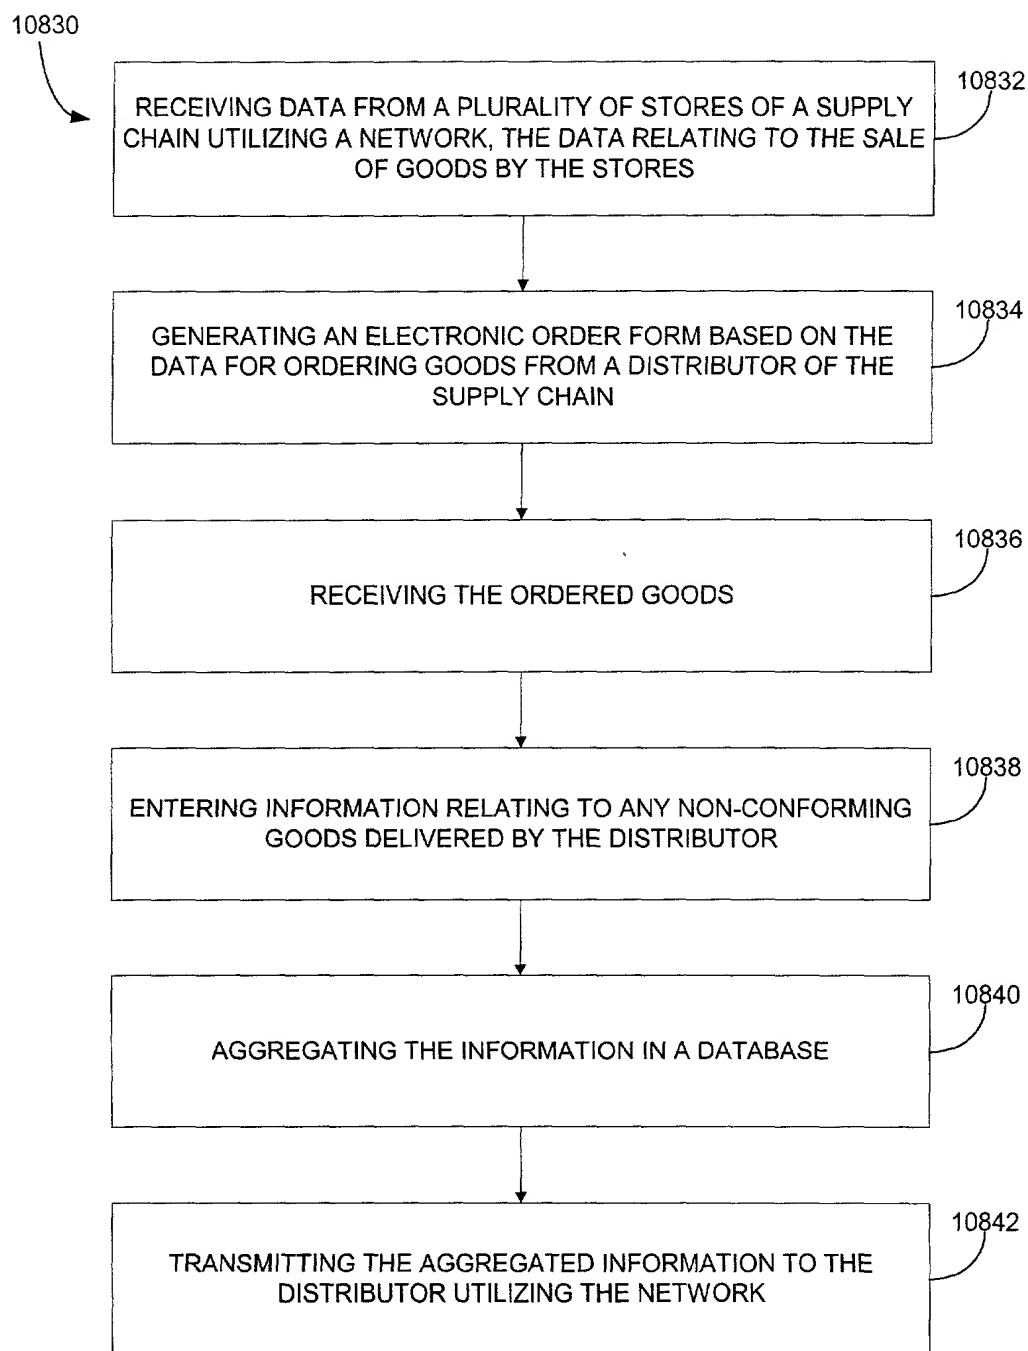 10830
10832
RECEIVING DATA FROM A PLURALITY OF STORES OF A SUPPLY
CHAIN UTILIZING A NETWORK, THE DATA RELATING TO THE SALE
OF GOODS BY THE STORES
10834
GENERATING AN ELECTRONIC ORDER FORM BASED ON THE
DATA FOR ORDERING GOODS FROM A DISTRIBUTOR OF THE
SUPPLY CHAIN
10836
RECEIVING THE ORDERED GOODS
10838
ENTERING INFORMATION RELATING TO ANY NON-CONFORMING
GOODS DELIVERED BY THE DISTRIBUTOR
10840
AGGREGATING THE INFORMATION IN A DATABASE
10842
TRANSMITTING THE AGGREGATED INFORMATION TO THE
DISTRIBUTOR UTILIZING THE NETWORK